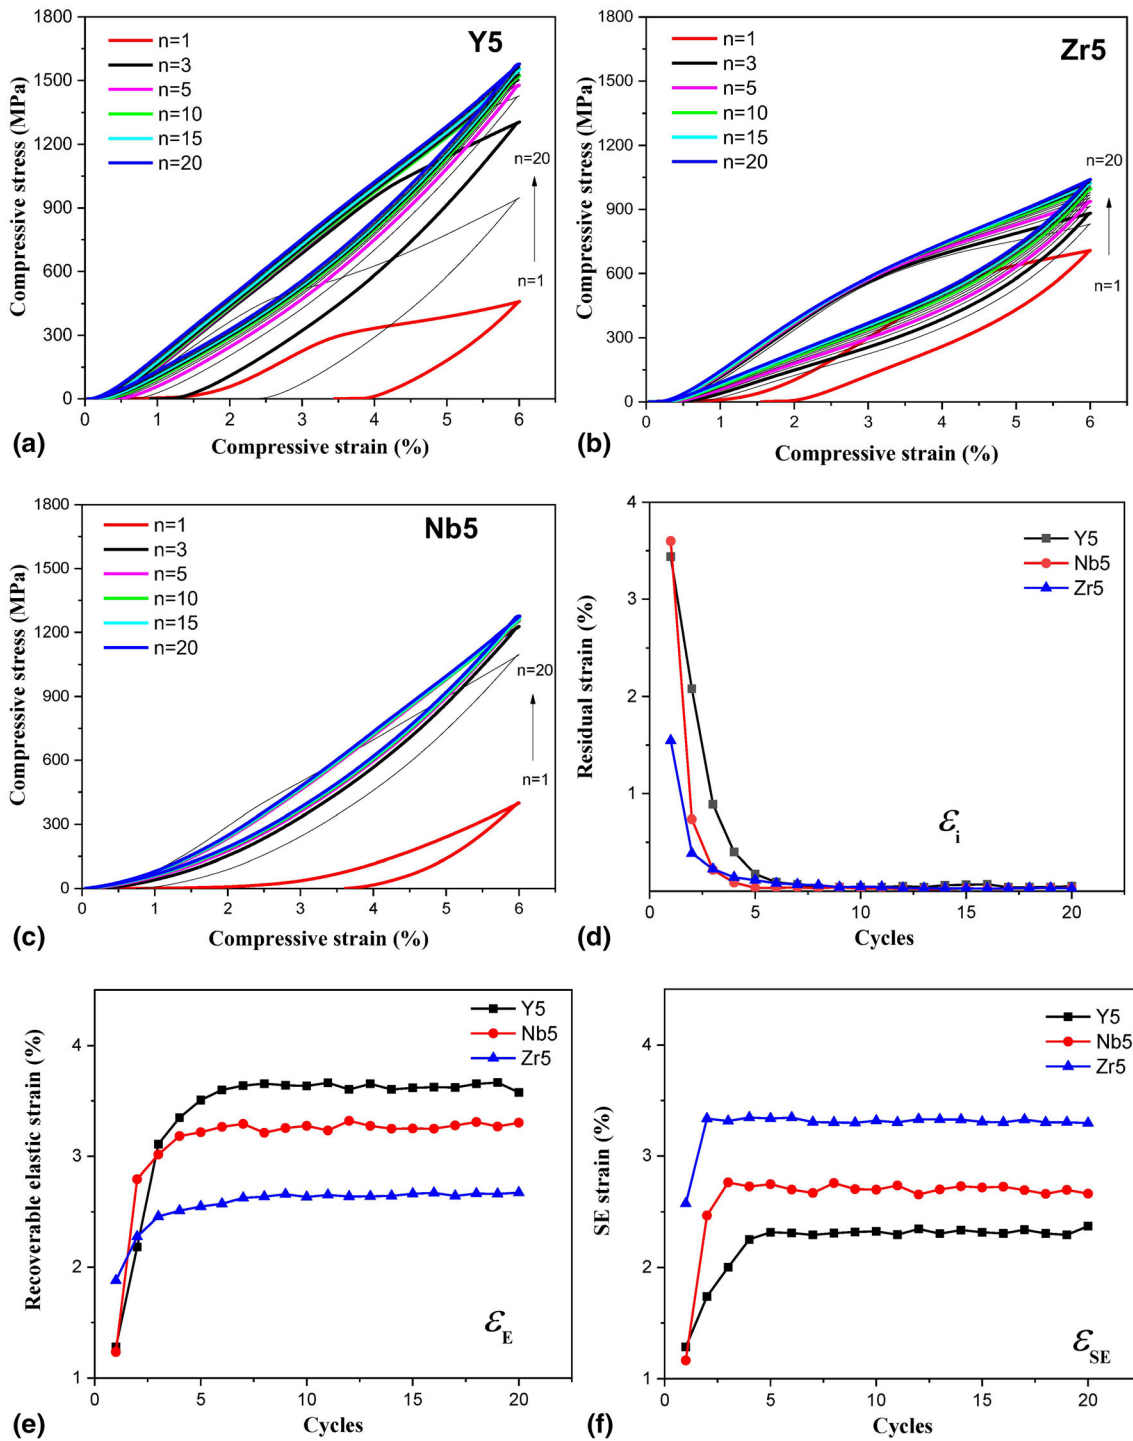 1800
1500
1200
900
600
300
0
Compressive stress (MPa)
n=1
n=3
n=5
n=10
n=15
n=20
Y5
n=20
n=1
0 1 2 3 4 5 6
Compressive strain (%)
(a)
1800
1500
1200
900
600
300
0
Compressive stress (MPa)
n=1
n=3
n=5
n=10
n=15
n=20
Zr5
n=20
n=1
0 1 2 3 4 5 6
Compressive strain (%)
(b)
1800
1500
1200
900
600
300
0
Compressive stress (MPa)
n=1
n=3
n=5
n=10
n=15
n=20
Nb5
n=20
n=1
0 1 2 3 4 5 6
Compressive strain (%)
(c)
4
3
2
1
Residual strain (%)
Y5
Nb5
Zr5
εi
0 5 10 15 20
Cycles
(d)
4
3
2
1
Recoverable elastic strain (%)
Y5
Nb5
Zr5
εE
0 5 10 15 20
Cycles
(e)
4
3
2
1
SE strain (%)
Y5
Nb5
Zr5
εSE
0 5 10 15 20
Cycles
(f)